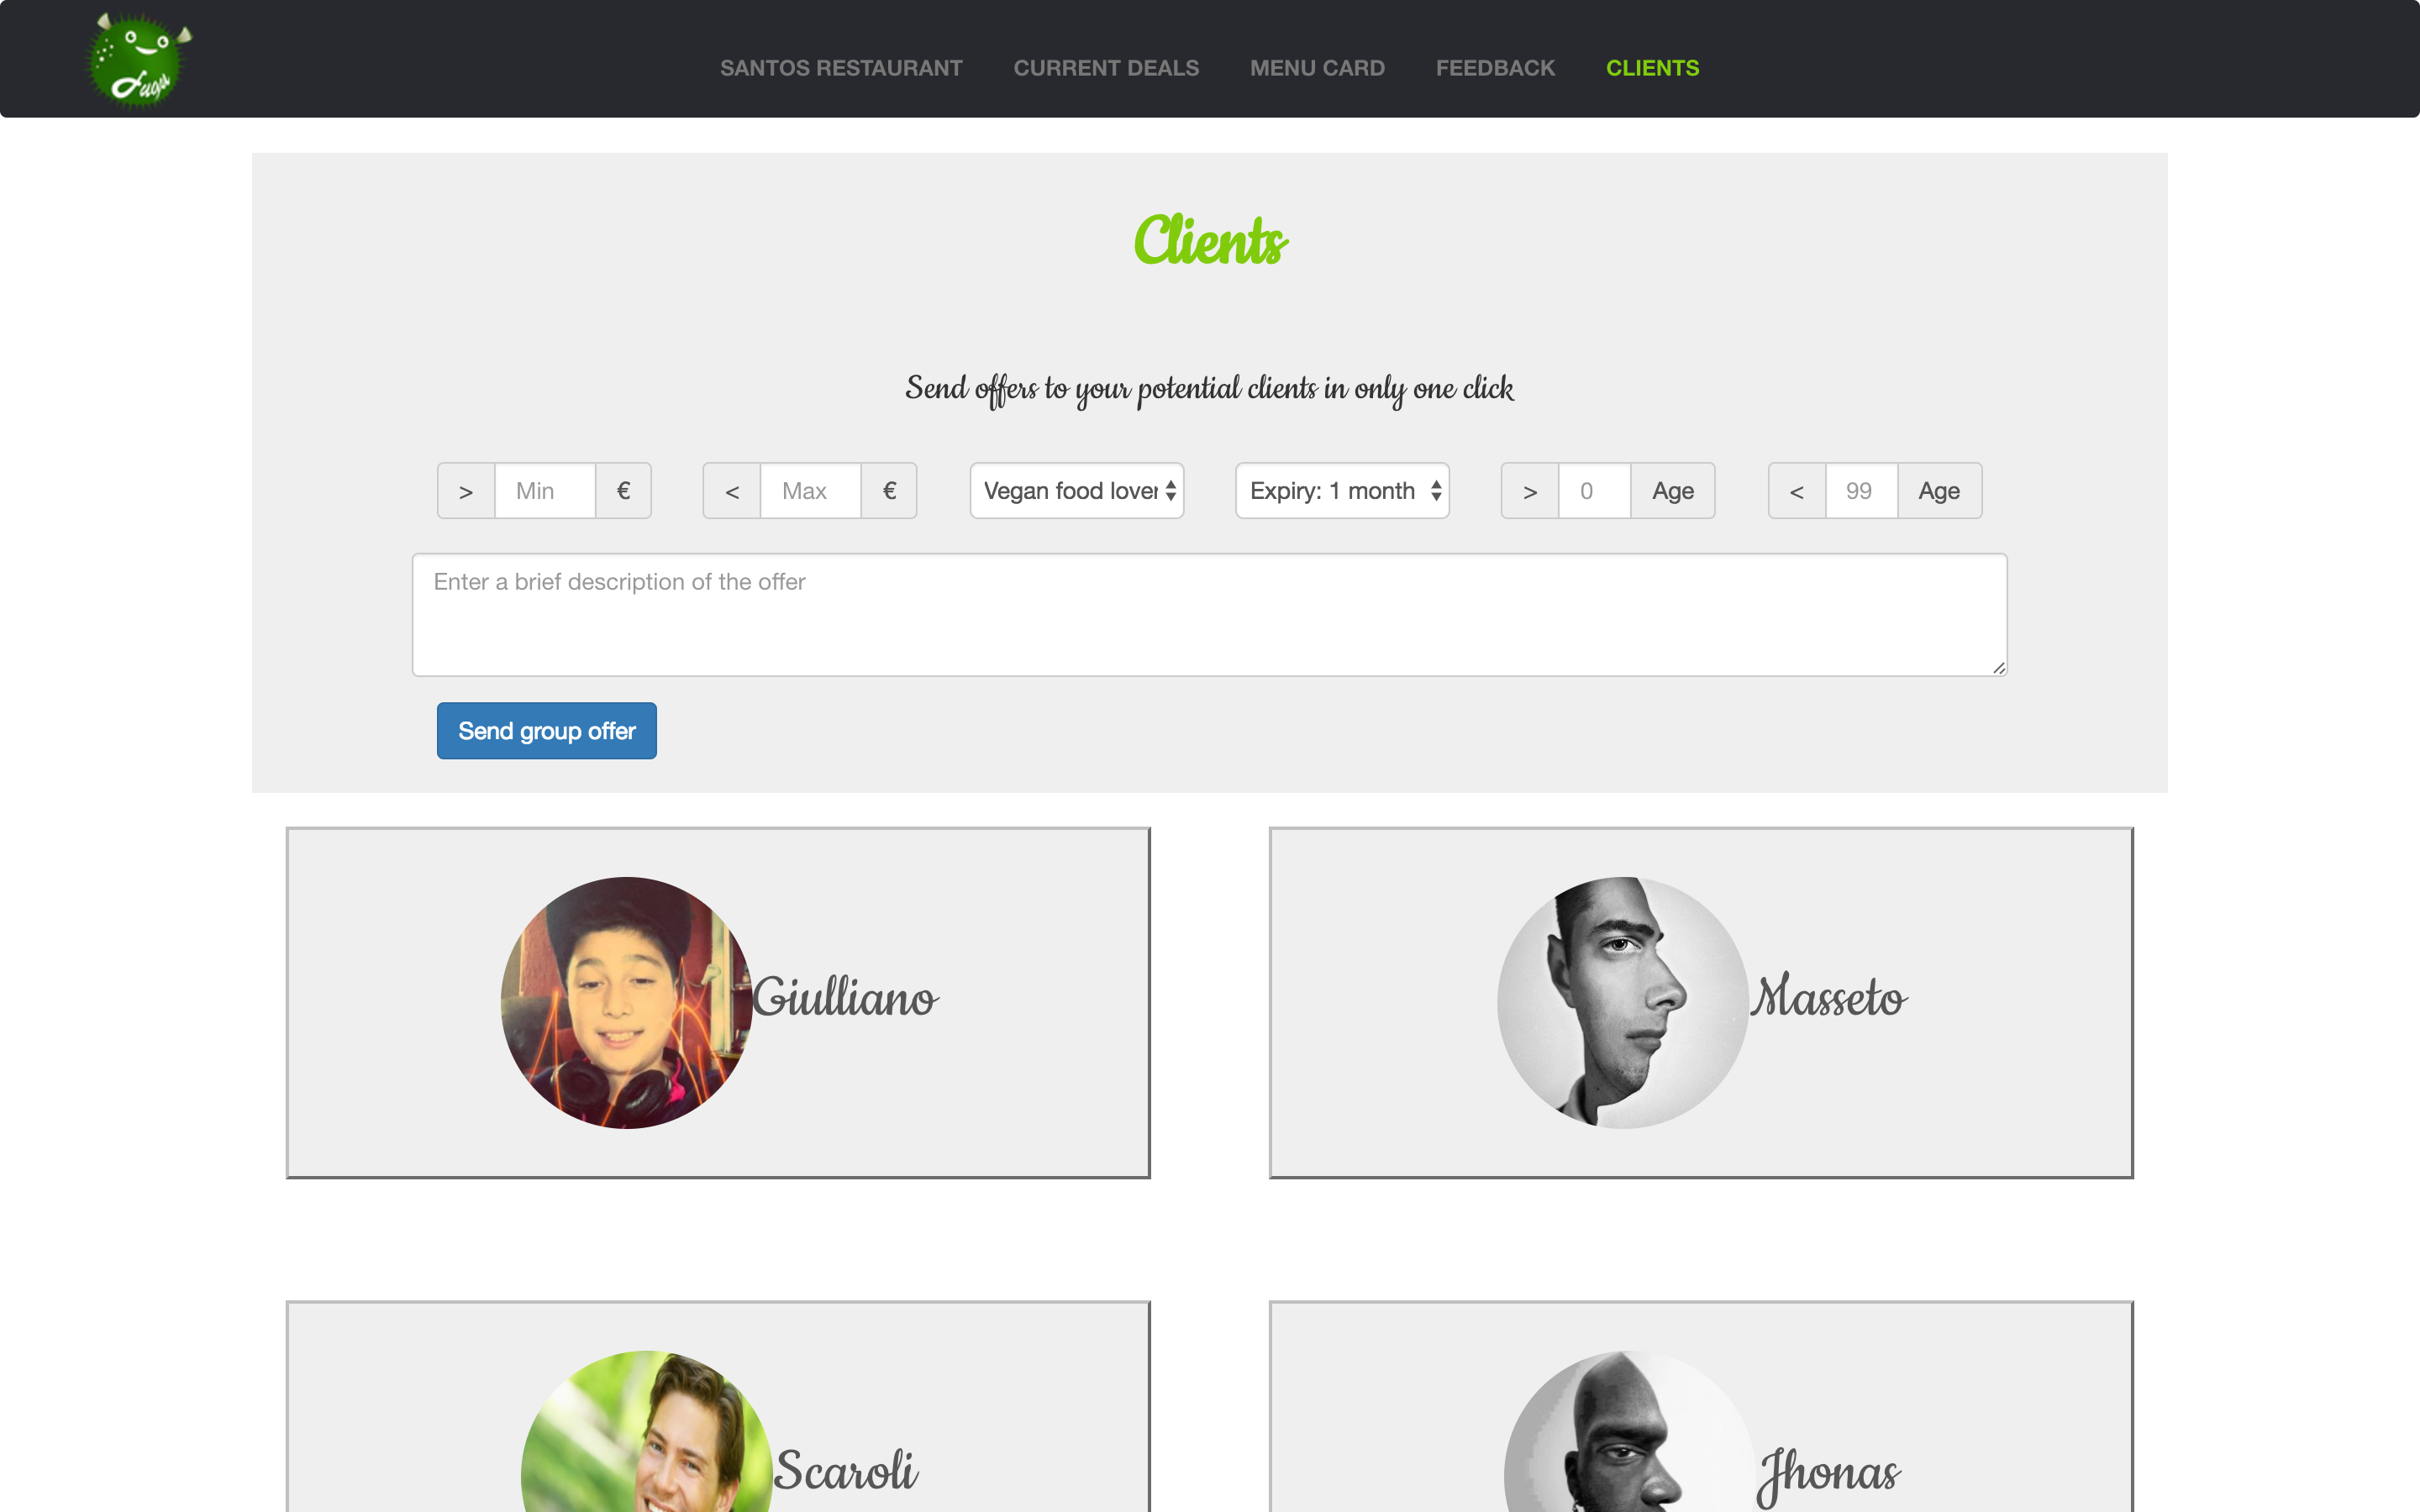 Fugu
SANTOS RESTAURANT CURRENT DEALS MENU CARD FEEDBACK CLIENTS
Clients
Send offers to your potential clients in only one click
> Min € < Max € Vegan food lover Expiry: 1 month > 0 Age < 99 Age
Enter a brief description of the offer
Send group offer
Giulliano Masseto
Scaroli Jhonas